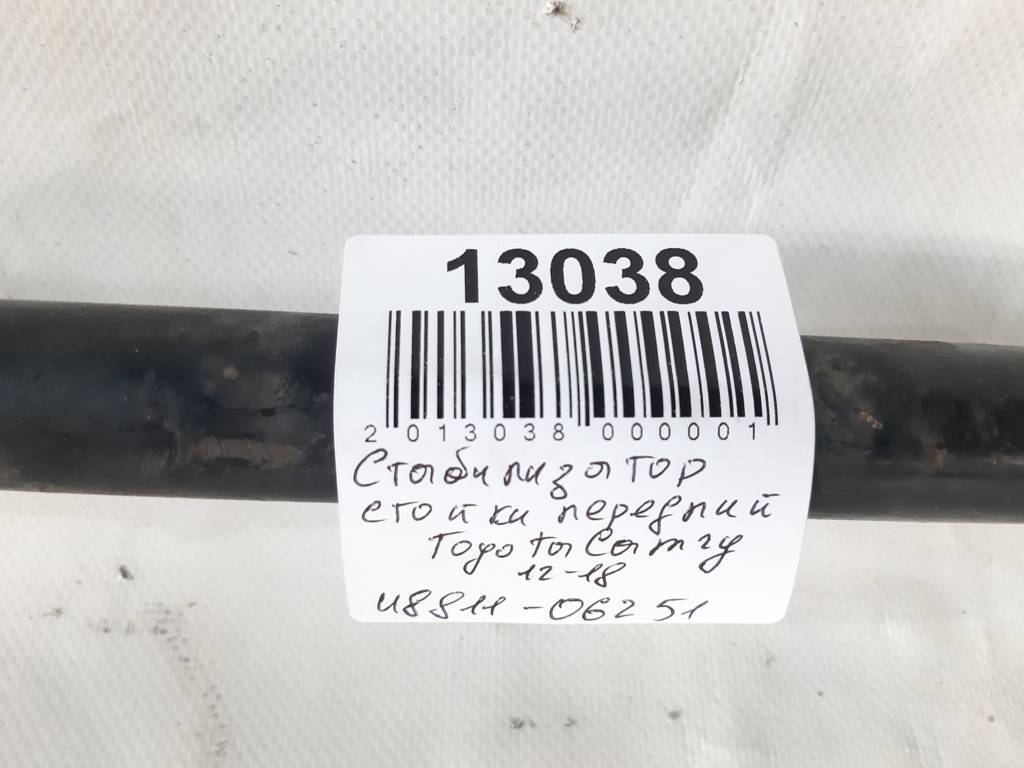 13038
2 013038 000001
Стабилизатор
стойки передний
Toyota Camry
12-18
48811-06251